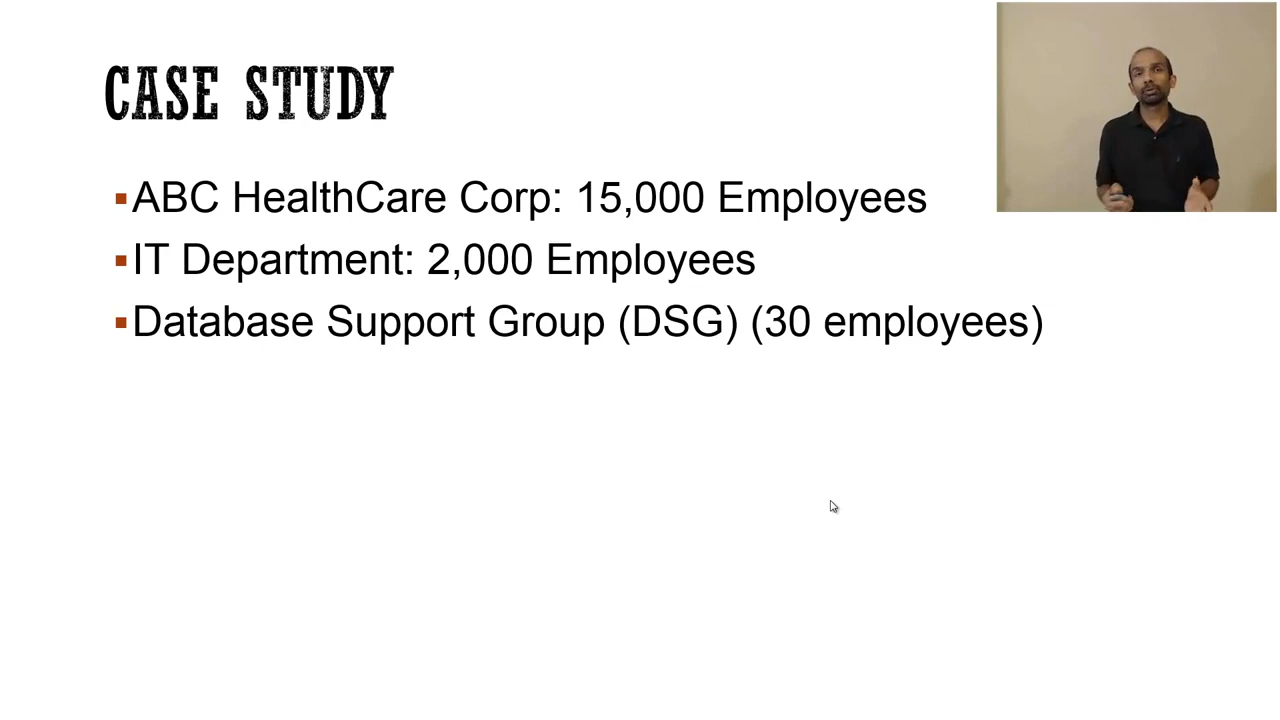 CASE STUDY
▪ABC HealthCare Corp: 15,000 Employees
▪IT Department: 2,000 Employees
▪Database Support Group (DSG) (30 employees)